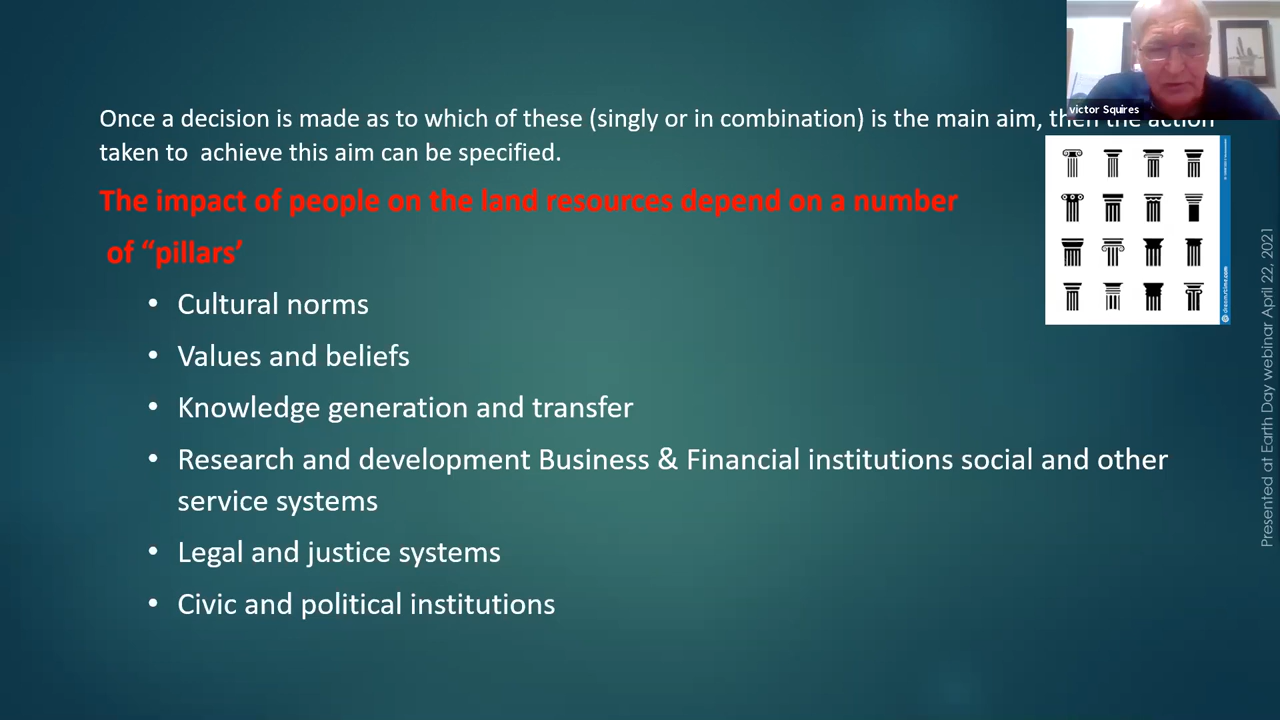 victor Squires
Once a decision is made as to which of these (singly or in combination) is the main aim, then the action
taken to  achieve this aim can be specified.
The impact of people on the land resources depend on a number
of “pillars’
• Cultural norms
• Values and beliefs
• Knowledge generation and transfer
• Research and development Business & Financial institutions social and other
service systems
• Legal and justice systems
• Civic and political institutions
dreamstime.com
Presented at Earth Day webinar April 22, 2021